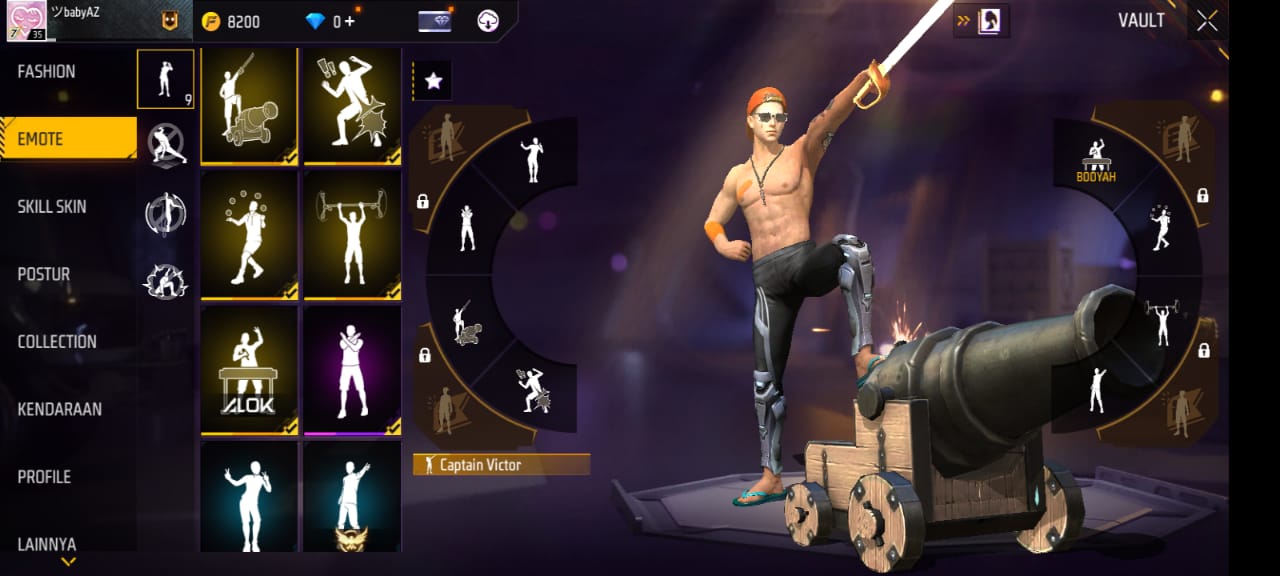 ツbabyAZ
7 35
8200
0+
VAULT
FASHION
EMOTE
SKILL SKIN
POSTUR
COLLECTION
KENDARAAN
PROFILE
LAINNYA
9
ALOK
BOOYAH
Captain Victor